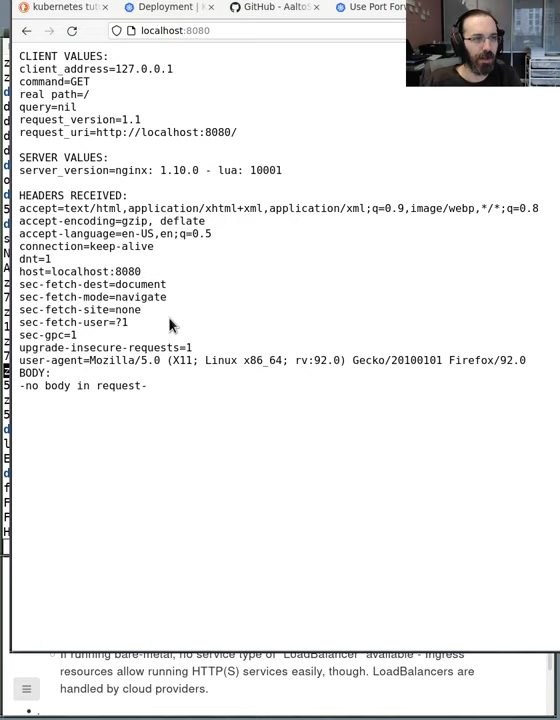 kubernetes tut
Deployment |
GitHub - Aalto
Use Port For
localhost:8080
CLIENT VALUES:
client_address=127.0.0.1
command=GET
real path=/
query=nil
request_version=1.1
request_uri=http://localhost:8080/
SERVER VALUES:
server_version=nginx: 1.10.0 - lua: 10001
HEADERS RECEIVED:
accept=text/html,application/xhtml+xml,application/xml;q=0.9,image/webp,*/*;q=0.8
accept-encoding=gzip, deflate
accept-language=en-US,en;q=0.5
connection=keep-alive
dnt=1
host=localhost:8080
sec-fetch-dest=document
sec-fetch-mode=navigate
sec-fetch-site=none
sec-fetch-user=?1
sec-gpc=1
upgrade-insecure-requests=1
user-agent=Mozilla/5.0 (X11; Linux x86_64; rv:92.0) Gecko/20100101 Firefox/92.0
BODY:
-no body in request-
If running bare-metal, no service type of "LoadBalancer" available - Ingress
resources allow running HTTP(S) services easily, though. LoadBalancers are
handled by cloud providers.